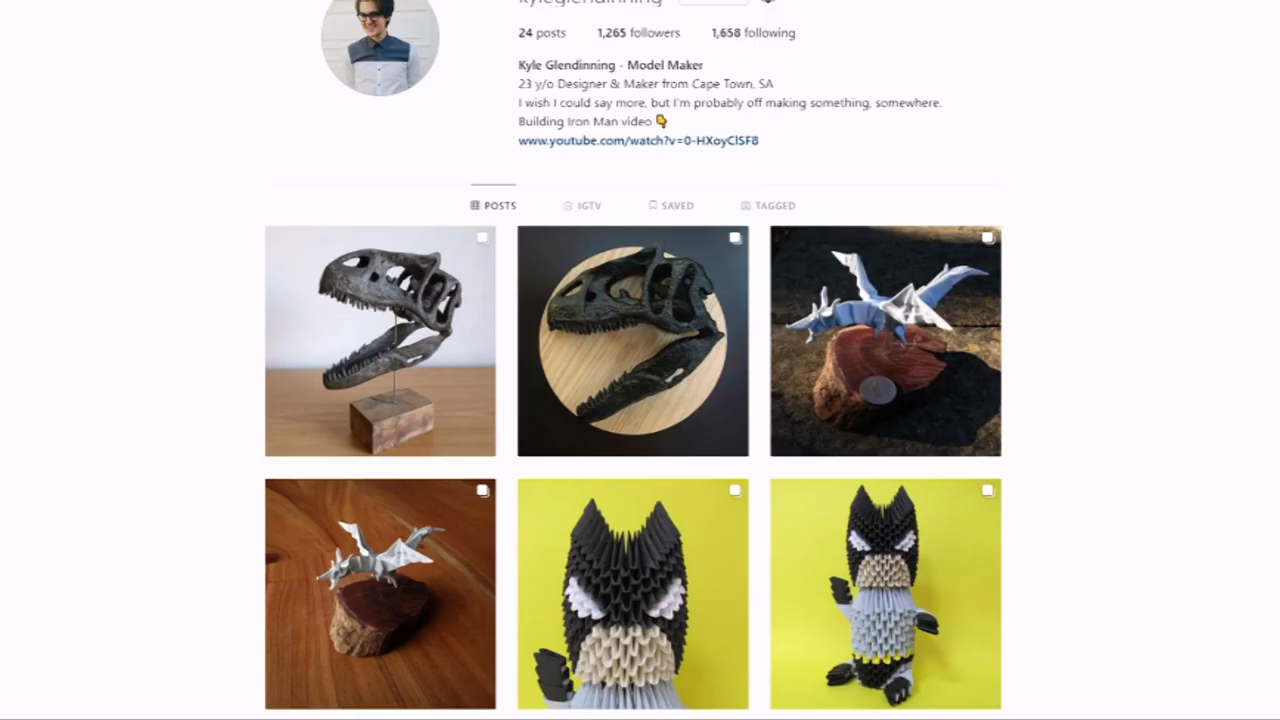 kyleglendinning
24 posts 1,265 followers 1,658 following
Kyle Glendinning - Model Maker
23 y/o Designer & Maker from Cape Town, SA
I wish I could say more, but I'm probably off making something, somewhere.
Building Iron Man video 👇
www.youtube.com/watch?v=0-HXoyClSF8
POSTS IGTV SAVED TAGGED